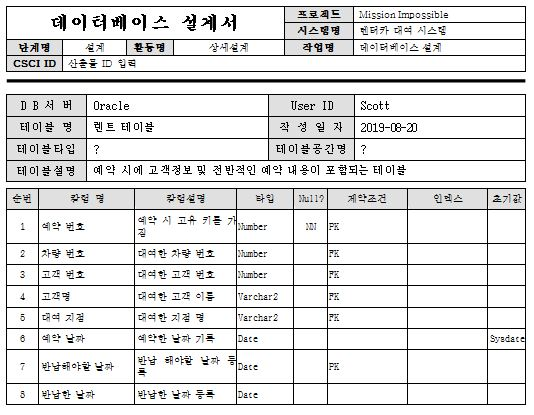 데이터베이스 설계서
프로젝트 Mission Impossible
시스템명 렌터카 대여 시스템
단계명 설계 활동명 상세설계 작업명 데이터베이스 설계
CSCI ID 산출물 ID 입력
D B 서 버 Oracle User ID Scott
테이블 명 렌트 테이블 작 성 일 자 2019-08-20
테이블타입 ? 테이블공간명 ?
테이블설명 예약 시에 고객정보 및 전반적인 예약 내용이 포함되는 테이블
순번 칼럼 명 칼럼설명 타입 Null? 제약조건 인덱스 초기값
1 예약 번호 예약 시 고유 키를 가짐 Number NN PK
2 차량 번호 대여한 차량 번호 Number FK
3 고객 번호 대여한 고객 번호 Number FK
4 고객명 대여한 고객 이름 Varchar2 FK
5 대여 지점 대여한 지점 명 Varchar2 FK
6 예약 날짜 예약한 날짜 기록 Date Sysdate
7 반납해야할 날짜 반납 해야할 날짜 등록 Date FK
8 반납한 날짜 반납한 날짜 등록 Date